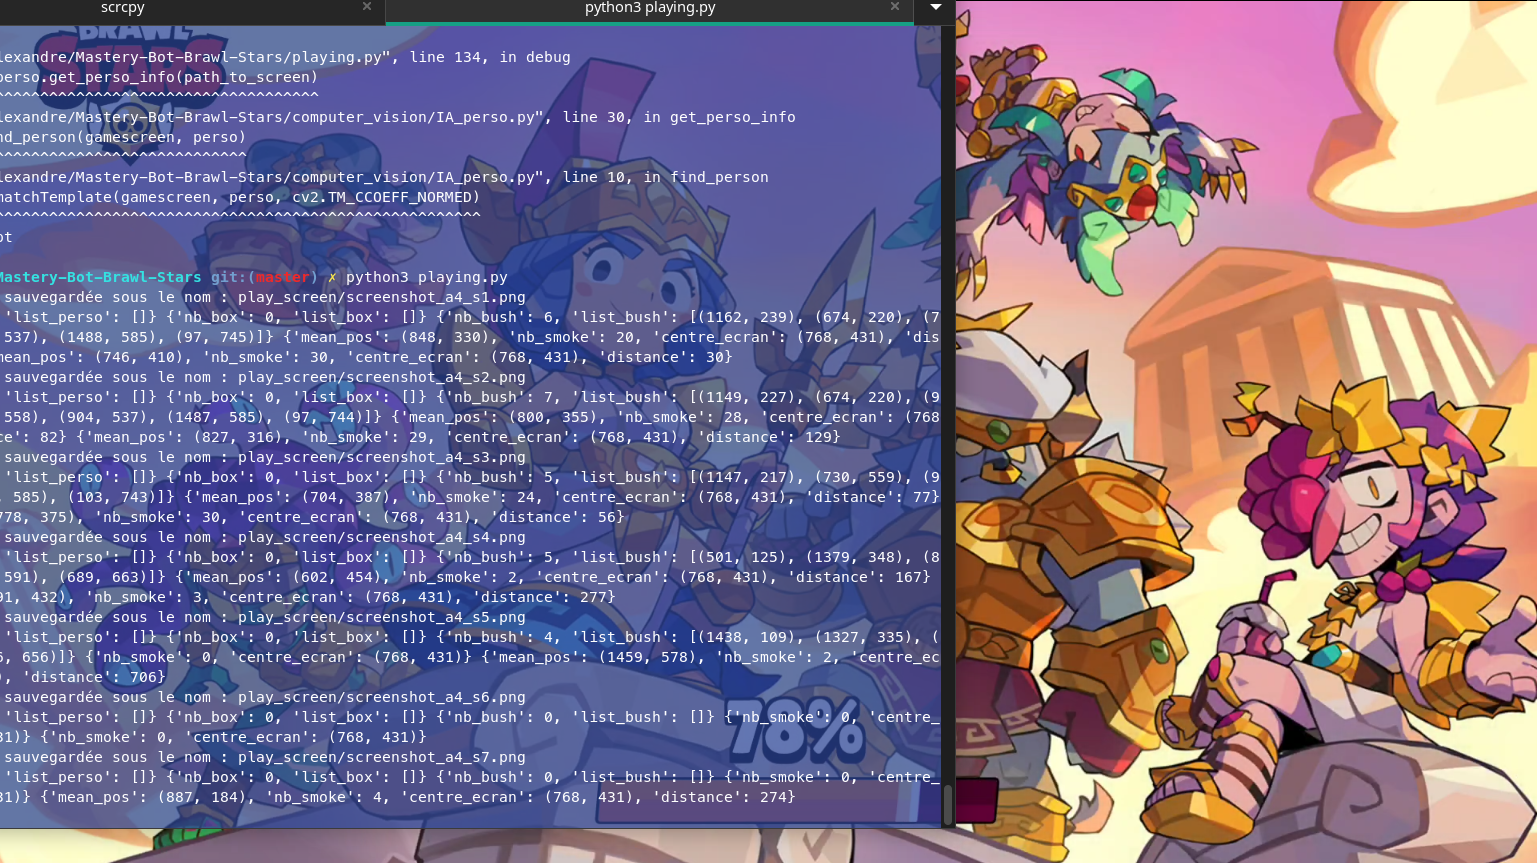 scrcpy
python3 playing.py
BRAWL
STARS
lexandre/Mastery-Bot-Brawl-Stars/playing.py", line 134, in debug
perso.get_perso_info(path_to_screen)
^^^^^^^^^^^^^^^^^^^^^^^^^^^^^^^^^^^^
lexandre/Mastery-Bot-Brawl-Stars/computer_vision/IA_perso.py", line 30, in get_perso_info
nd_person(gamescreen, perso)
^^^^^^^^^^^^^^^^^^^^^^^^^^^^
lexandre/Mastery-Bot-Brawl-Stars/computer_vision/IA_perso.py", line 10, in find_person
matchTemplate(gamescreen, perso, cv2.TM_CCOEFF_NORMED)
^^^^^^^^^^^^^^^^^^^^^^^^^^^^^^^^^^^^^^^^^^^^^^^^^^^^^^
ot
Mastery-Bot-Brawl-Stars git:(master) ✗ python3 playing.py
sauvegardée sous le nom : play_screen/screenshot_a4_s1.png
'list_perso': []} {'nb_box': 0, 'list_box': []} {'nb_bush': 6, 'list_bush': [(1162, 239), (674, 220), (7
537), (1488, 585), (97, 745)]} {'mean_pos': (848, 330), 'nb_smoke': 20, 'centre_ecran': (768, 431), 'dis
mean_pos': (746, 410), 'nb_smoke': 30, 'centre_ecran': (768, 431), 'distance': 30}
sauvegardée sous le nom : play_screen/screenshot_a4_s2.png
'list_perso': []} {'nb_box': 0, 'list_box': []} {'nb_bush': 7, 'list_bush': [(1149, 227), (674, 220), (9
558), (904, 537), (1487, 585), (97, 744)]} {'mean_pos': (800, 355), 'nb_smoke': 28, 'centre_ecran': (768
ce': 82} {'mean_pos': (827, 316), 'nb_smoke': 29, 'centre_ecran': (768, 431), 'distance': 129}
sauvegardée sous le nom : play_screen/screenshot_a4_s3.png
'list_perso': []} {'nb_box': 0, 'list_box': []} {'nb_bush': 5, 'list_bush': [(1147, 217), (730, 559), (9
, 585), (103, 743)]} {'mean_pos': (704, 387), 'nb_smoke': 24, 'centre_ecran': (768, 431), 'distance': 77}
778, 375), 'nb_smoke': 30, 'centre_ecran': (768, 431), 'distance': 56}
sauvegardée sous le nom : play_screen/screenshot_a4_s4.png
'list_perso': []} {'nb_box': 0, 'list_box': []} {'nb_bush': 5, 'list_bush': [(501, 125), (1379, 348), (8
591), (689, 663)]} {'mean_pos': (602, 454), 'nb_smoke': 2, 'centre_ecran': (768, 431), 'distance': 167}
91, 432), 'nb_smoke': 3, 'centre_ecran': (768, 431), 'distance': 277}
sauvegardée sous le nom : play_screen/screenshot_a4_s5.png
'list_perso': []} {'nb_box': 0, 'list_box': []} {'nb_bush': 4, 'list_bush': [(1438, 109), (1327, 335), (
, 656)]} {'nb_smoke': 0, 'centre_ecran': (768, 431)} {'mean_pos': (1459, 578), 'nb_smoke': 2, 'centre_ec
), 'distance': 706}
sauvegardée sous le nom : play_screen/screenshot_a4_s6.png
'list_perso': []} {'nb_box': 0, 'list_box': []} {'nb_bush': 0, 'list_bush': []} {'nb_smoke': 0, 'centre_
31)} {'nb_smoke': 0, 'centre_ecran': (768, 431)}
78%
sauvegardée sous le nom : play_screen/screenshot_a4_s7.png
'list_perso': []} {'nb_box': 0, 'list_box': []} {'nb_bush': 0, 'list_bush': []} {'nb_smoke': 0, 'centre_
31)} {'mean_pos': (887, 184), 'nb_smoke': 4, 'centre_ecran': (768, 431), 'distance': 274}